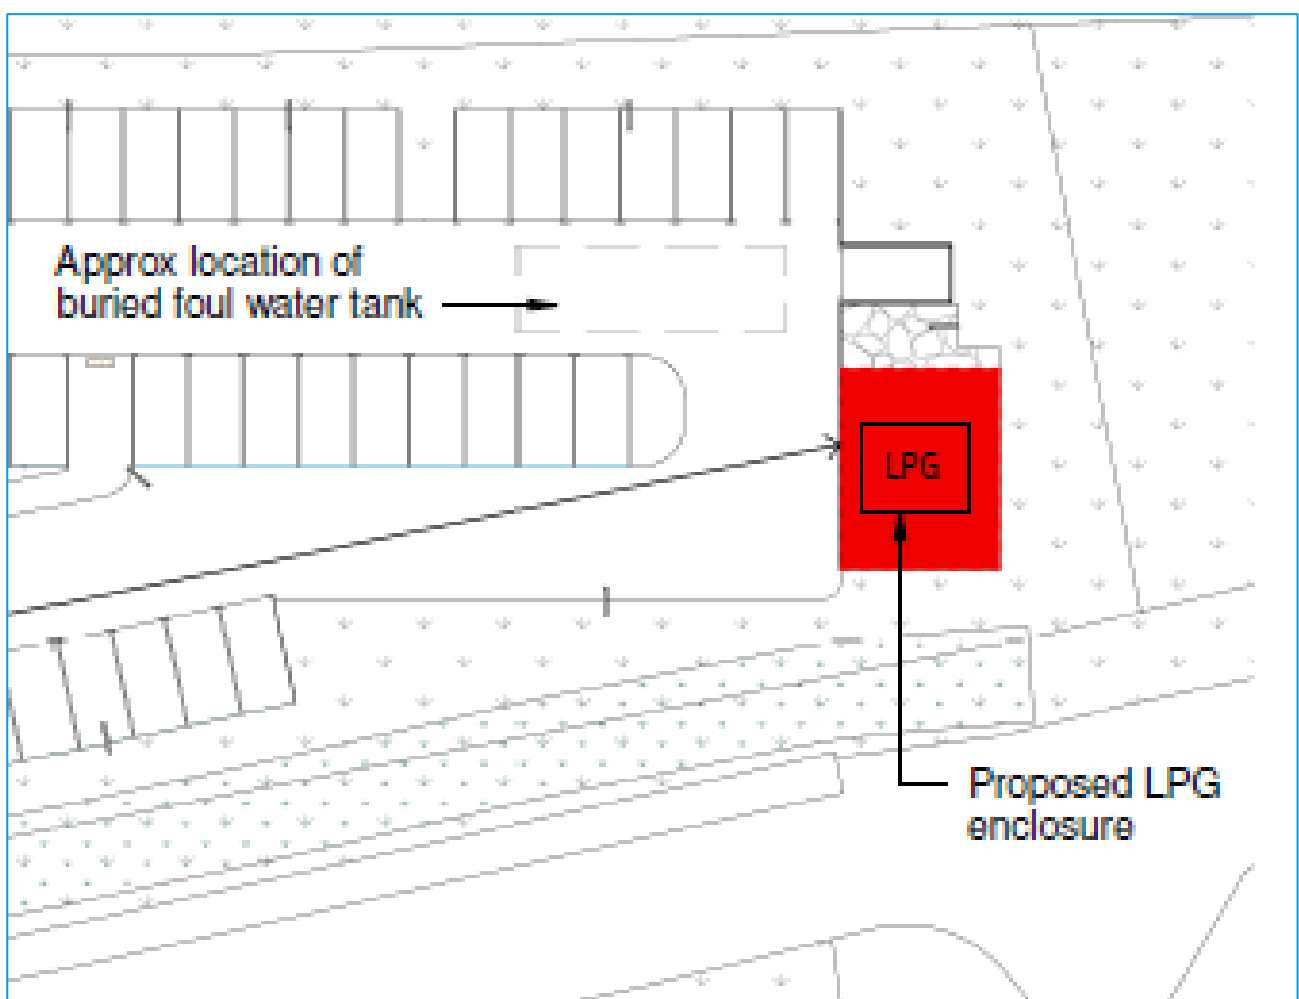 Approx location of
buried foul water tank
LPG
Proposed LPG
enclosure